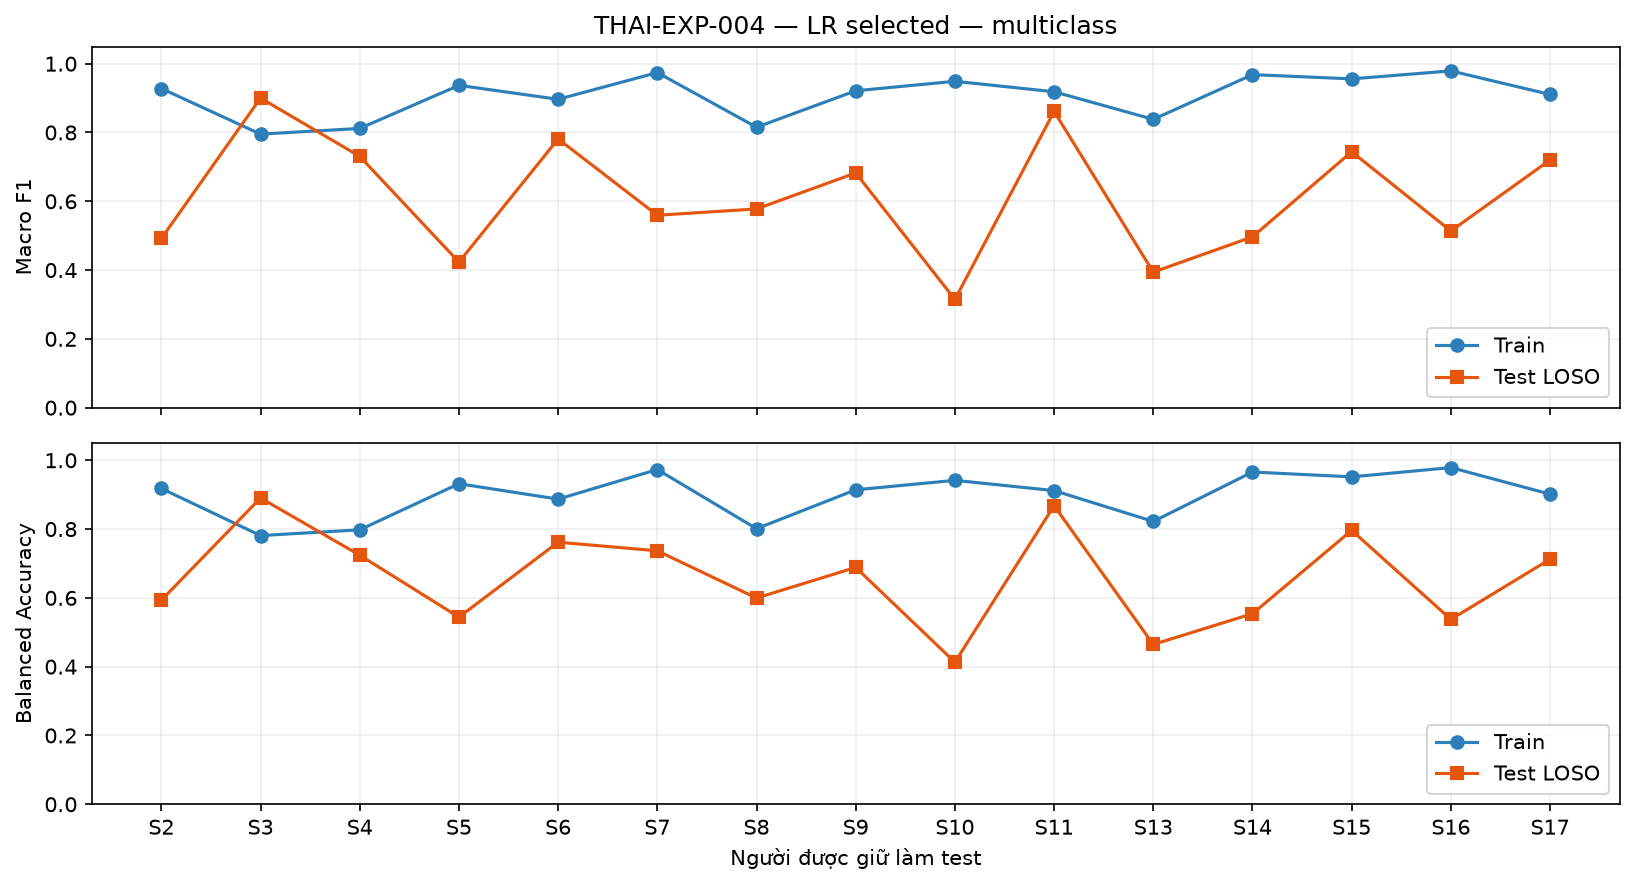 THAI-EXP-004 — LR selected — multiclass
1.0
0.8
0.6
0.4
0.2
0.0
Macro F1
Train
Test LOSO
1.0
0.8
0.6
0.4
0.2
0.0
Balanced Accuracy
Train
Test LOSO
S2 S3 S4 S5 S6 S7 S8 S9 S10 S11 S13 S14 S15 S16 S17
Người được giữ làm test